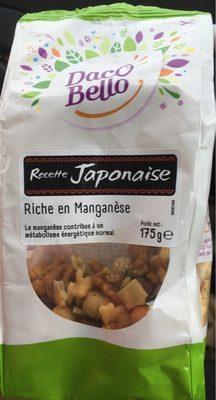 Daco
Bello
Recette Japonaise
Riche en Manganèse
Le manganèse contribue à un
métabolisme énergétique normal
Poids net :
175g℮